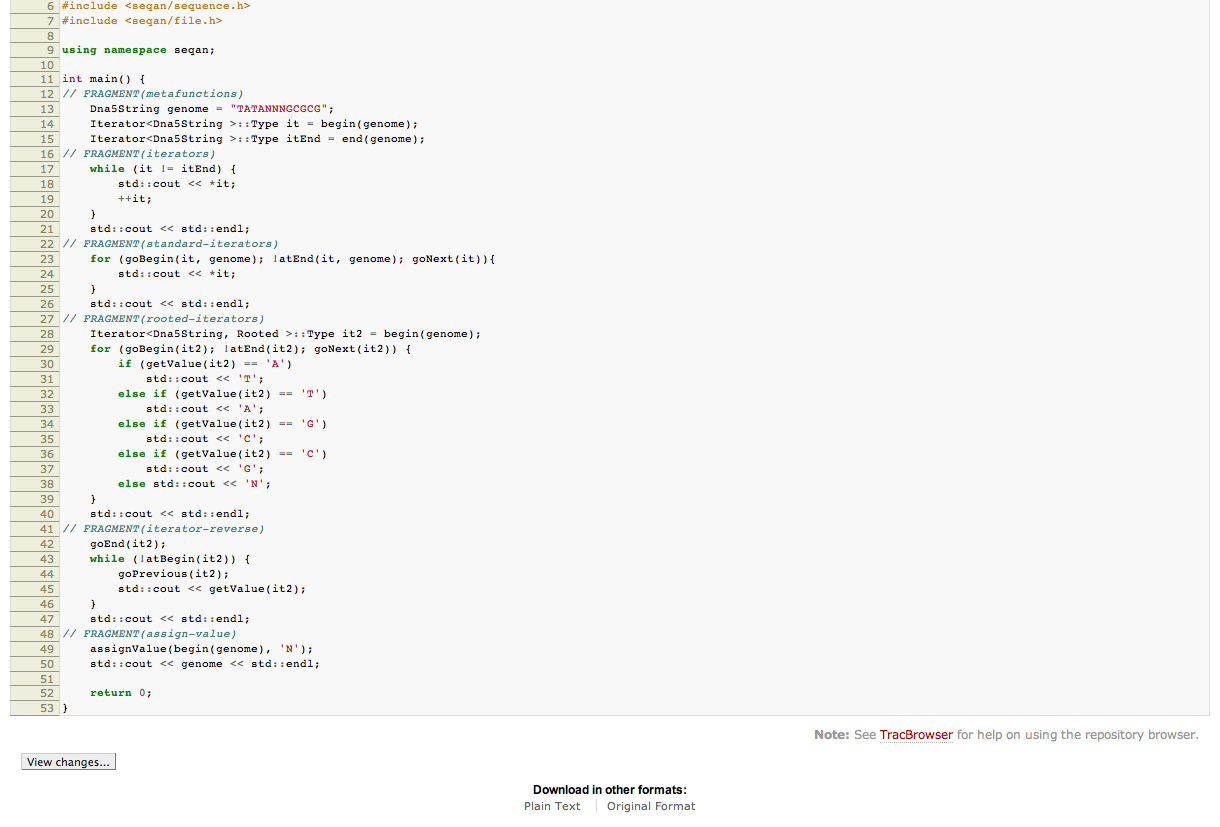 6 #include <seqan/sequence.h>
7 #include <seqan/file.h>
8
9 using namespace seqan;
10
11 int main() {
12 // FRAGMENT(metafunctions)
13     Dna5String genome = "TATANNNGCGCG";
14     Iterator<Dna5String >::Type it = begin(genome);
15     Iterator<Dna5String >::Type itEnd = end(genome);
16 // FRAGMENT(iterators)
17     while (it != itEnd) {
18         std::cout << *it;
19         ++it;
20     }
21     std::cout << std::endl;
22 // FRAGMENT(standard-iterators)
23     for (goBegin(it, genome); !atEnd(it, genome); goNext(it)){
24         std::cout << *it;
25     }
26     std::cout << std::endl;
27 // FRAGMENT(rooted-iterators)
28     Iterator<Dna5String, Rooted >::Type it2 = begin(genome);
29     for (goBegin(it2); !atEnd(it2); goNext(it2)) {
30         if (getValue(it2) == 'A')
31             std::cout << 'T';
32         else if (getValue(it2) == 'T')
33             std::cout << 'A';
34         else if (getValue(it2) == 'G')
35             std::cout << 'C';
36         else if (getValue(it2) == 'C')
37             std::cout << 'G';
38         else std::cout << 'N';
39     }
40     std::cout << std::endl;
41 // FRAGMENT(iterator-reverse)
42     goEnd(it2);
43     while (!atBegin(it2)) {
44         goPrevious(it2);
45         std::cout << getValue(it2);
46     }
47     std::cout << std::endl;
48 // FRAGMENT(assign-value)
49     assignValue(begin(genome), 'N');
50     std::cout << genome << std::endl;
51
52     return 0;
53 }
Note: See TracBrowser for help on using the repository browser.
View changes...
Download in other formats:
Plain Text | Original Format